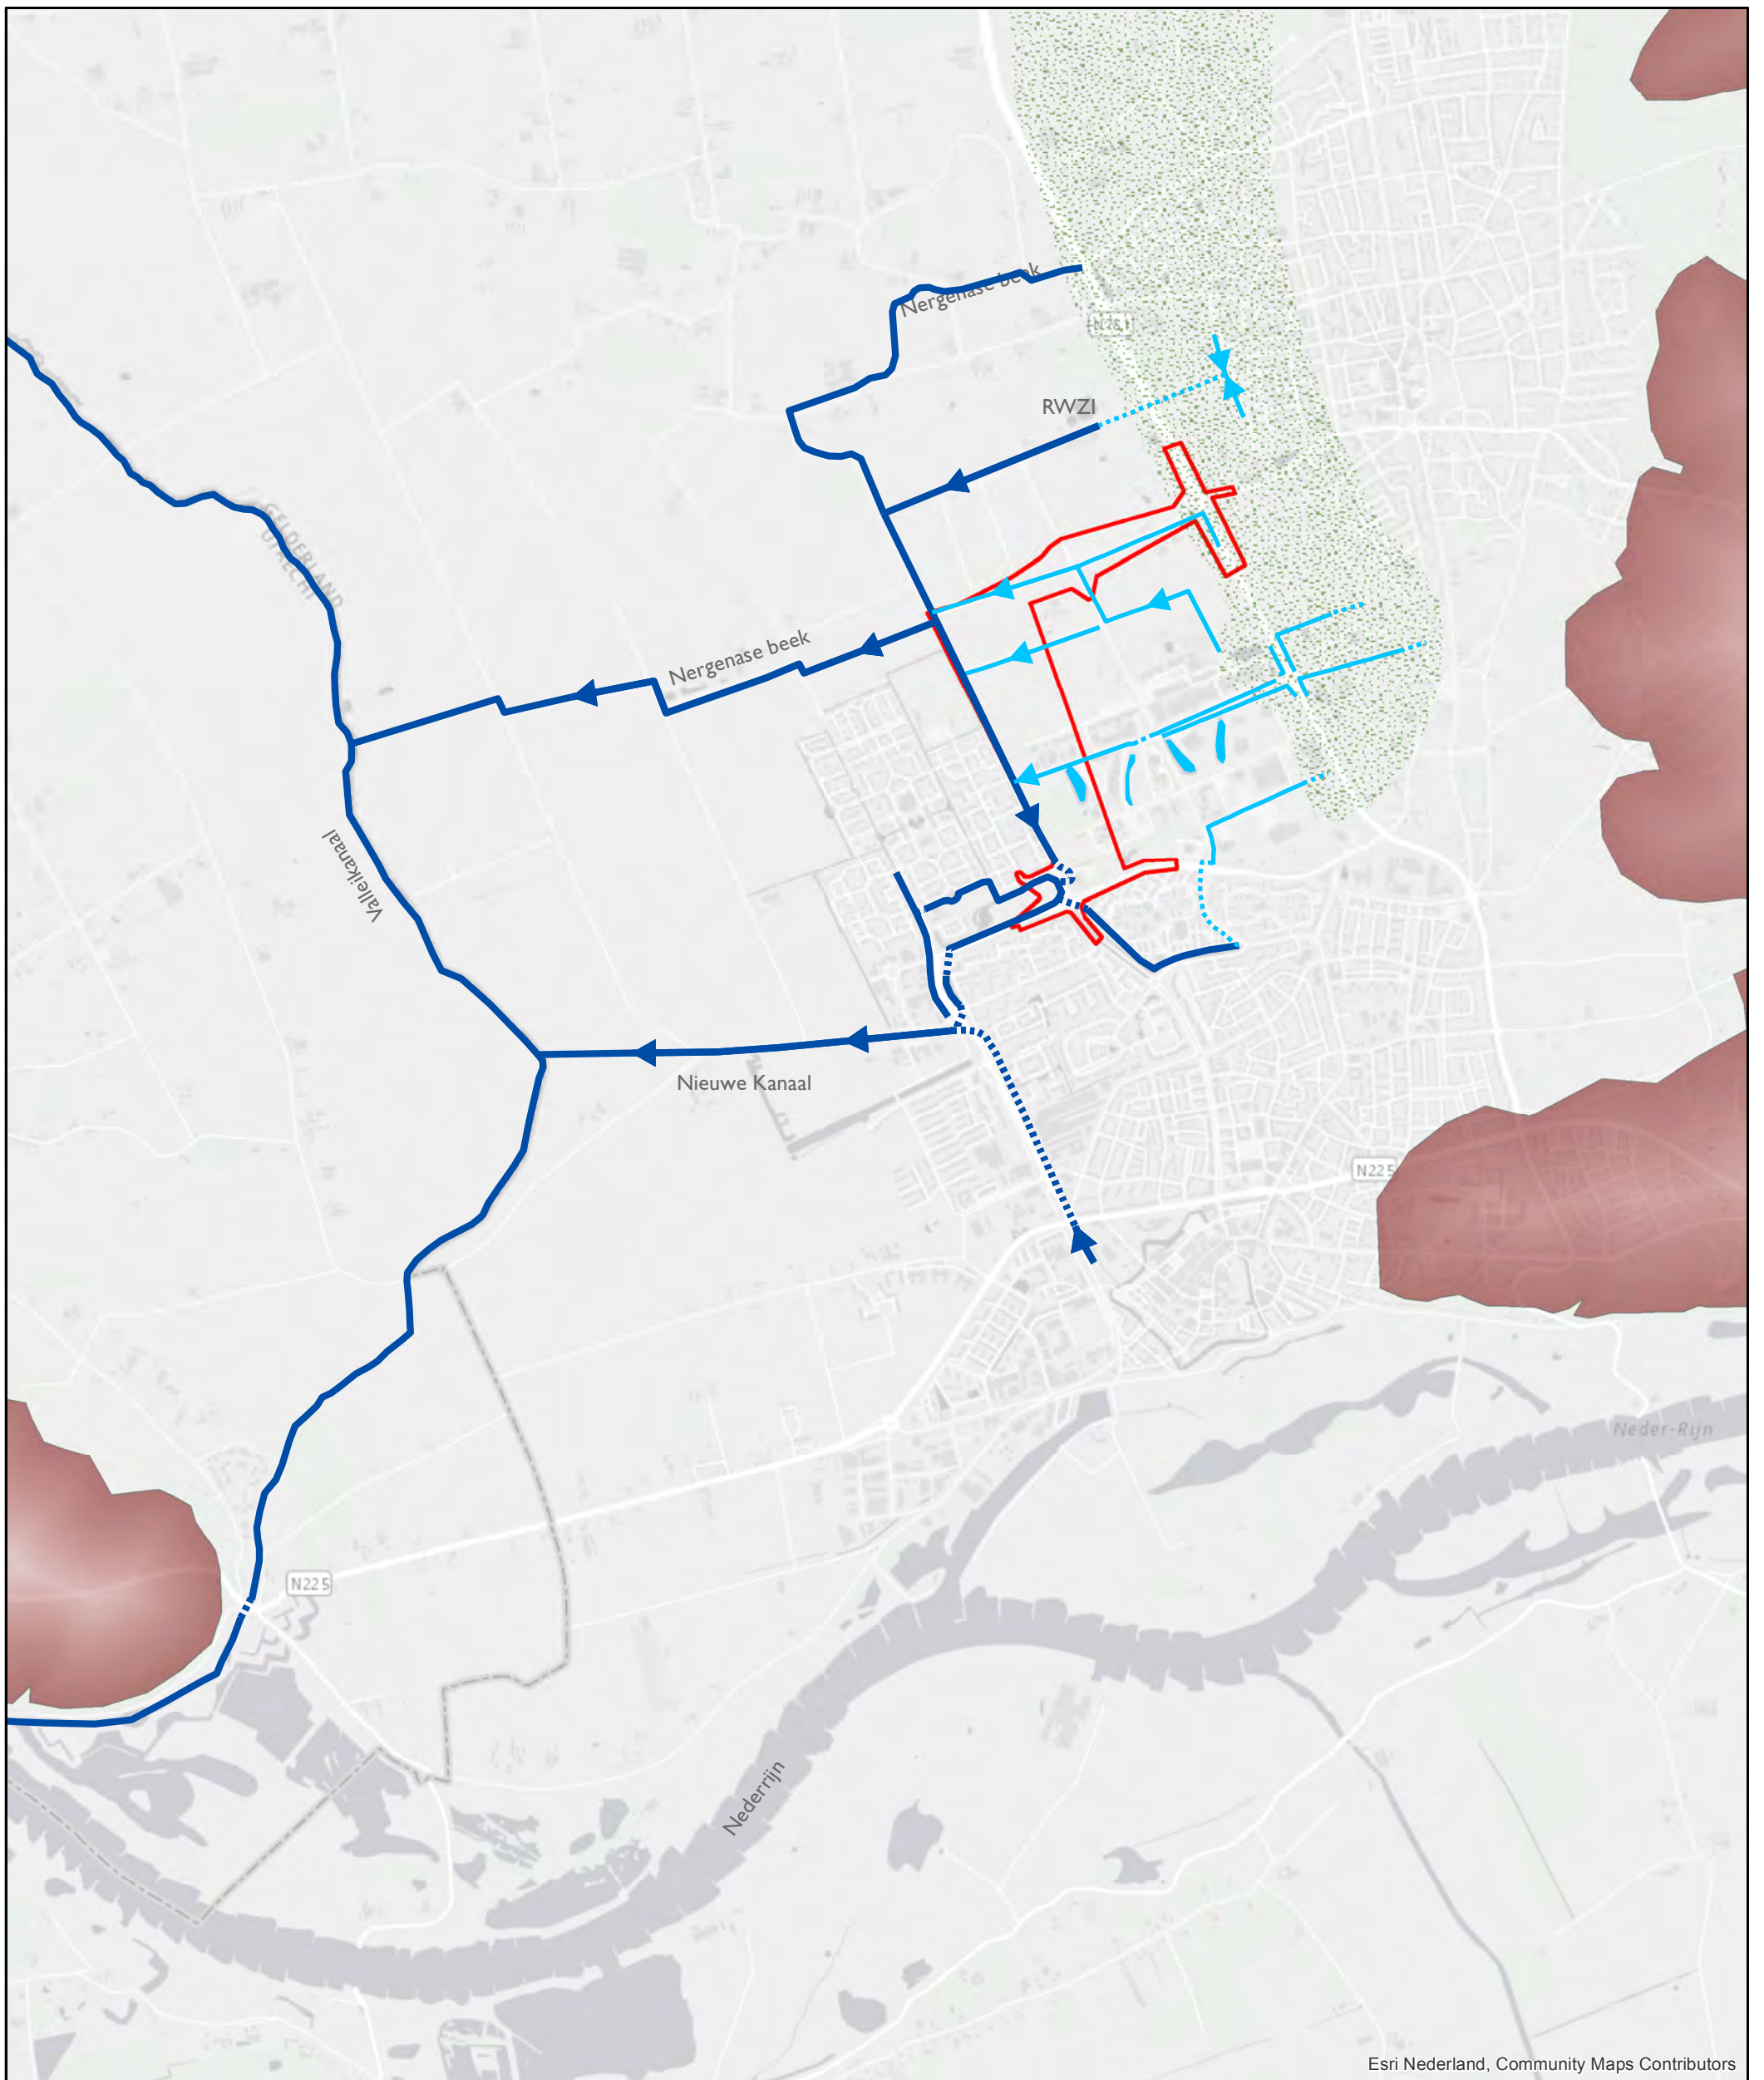 Nergenase beek
N281
RWZI
GELDERLAND
UTRECHT
Nergenase beek
Valleikanaal
Nieuwe Kanaal
N225
Neder-Rijn
N225
Nederrijn
Esri Nederland, Community Maps Contributors